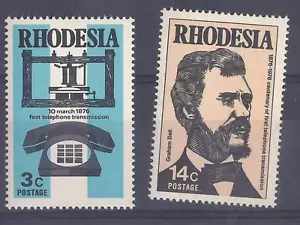 RHODESIA
10 march 1876
first telephone transmission
3c
POSTAGE
RHODESIA
1876-1976 centenary first telephone transmission
Graham Bell
14c
POSTAGE